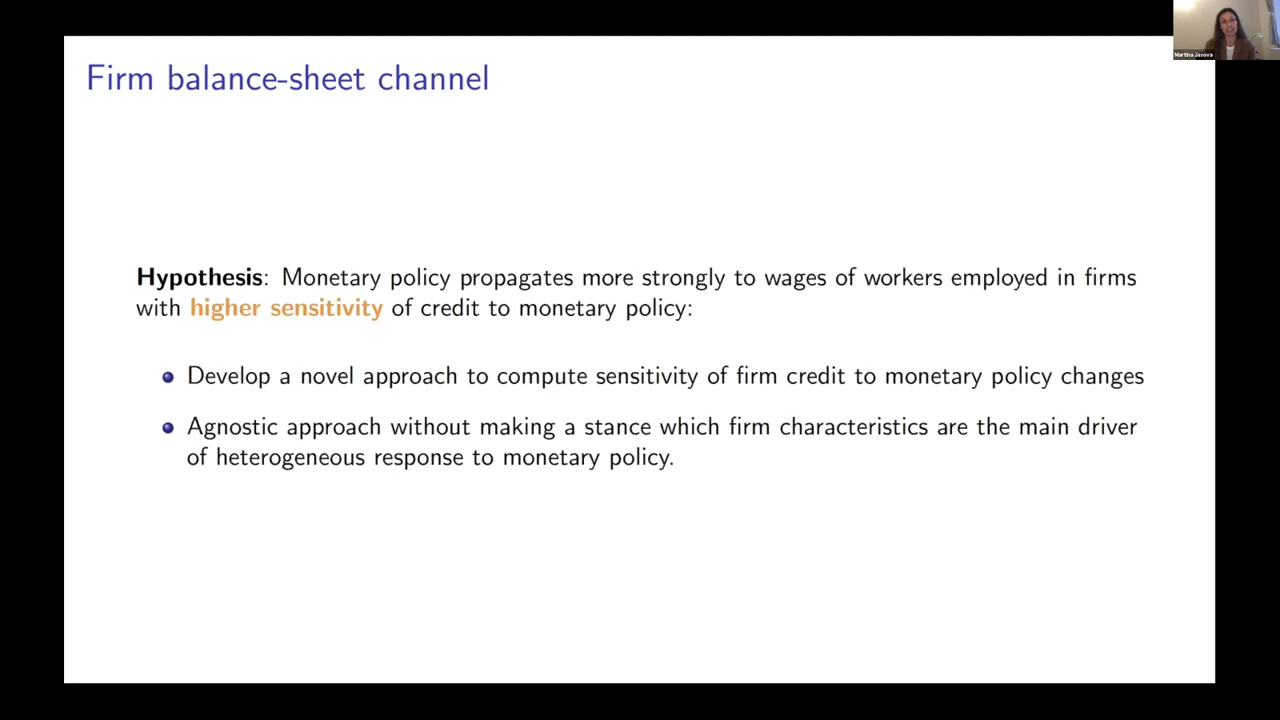 Firm balance-sheet channel
Martina Jasova
Hypothesis: Monetary policy propagates more strongly to wages of workers employed in firms
with higher sensitivity of credit to monetary policy:
Develop a novel approach to compute sensitivity of firm credit to monetary policy changes
Agnostic approach without making a stance which firm characteristics are the main driver
of heterogeneous response to monetary policy.